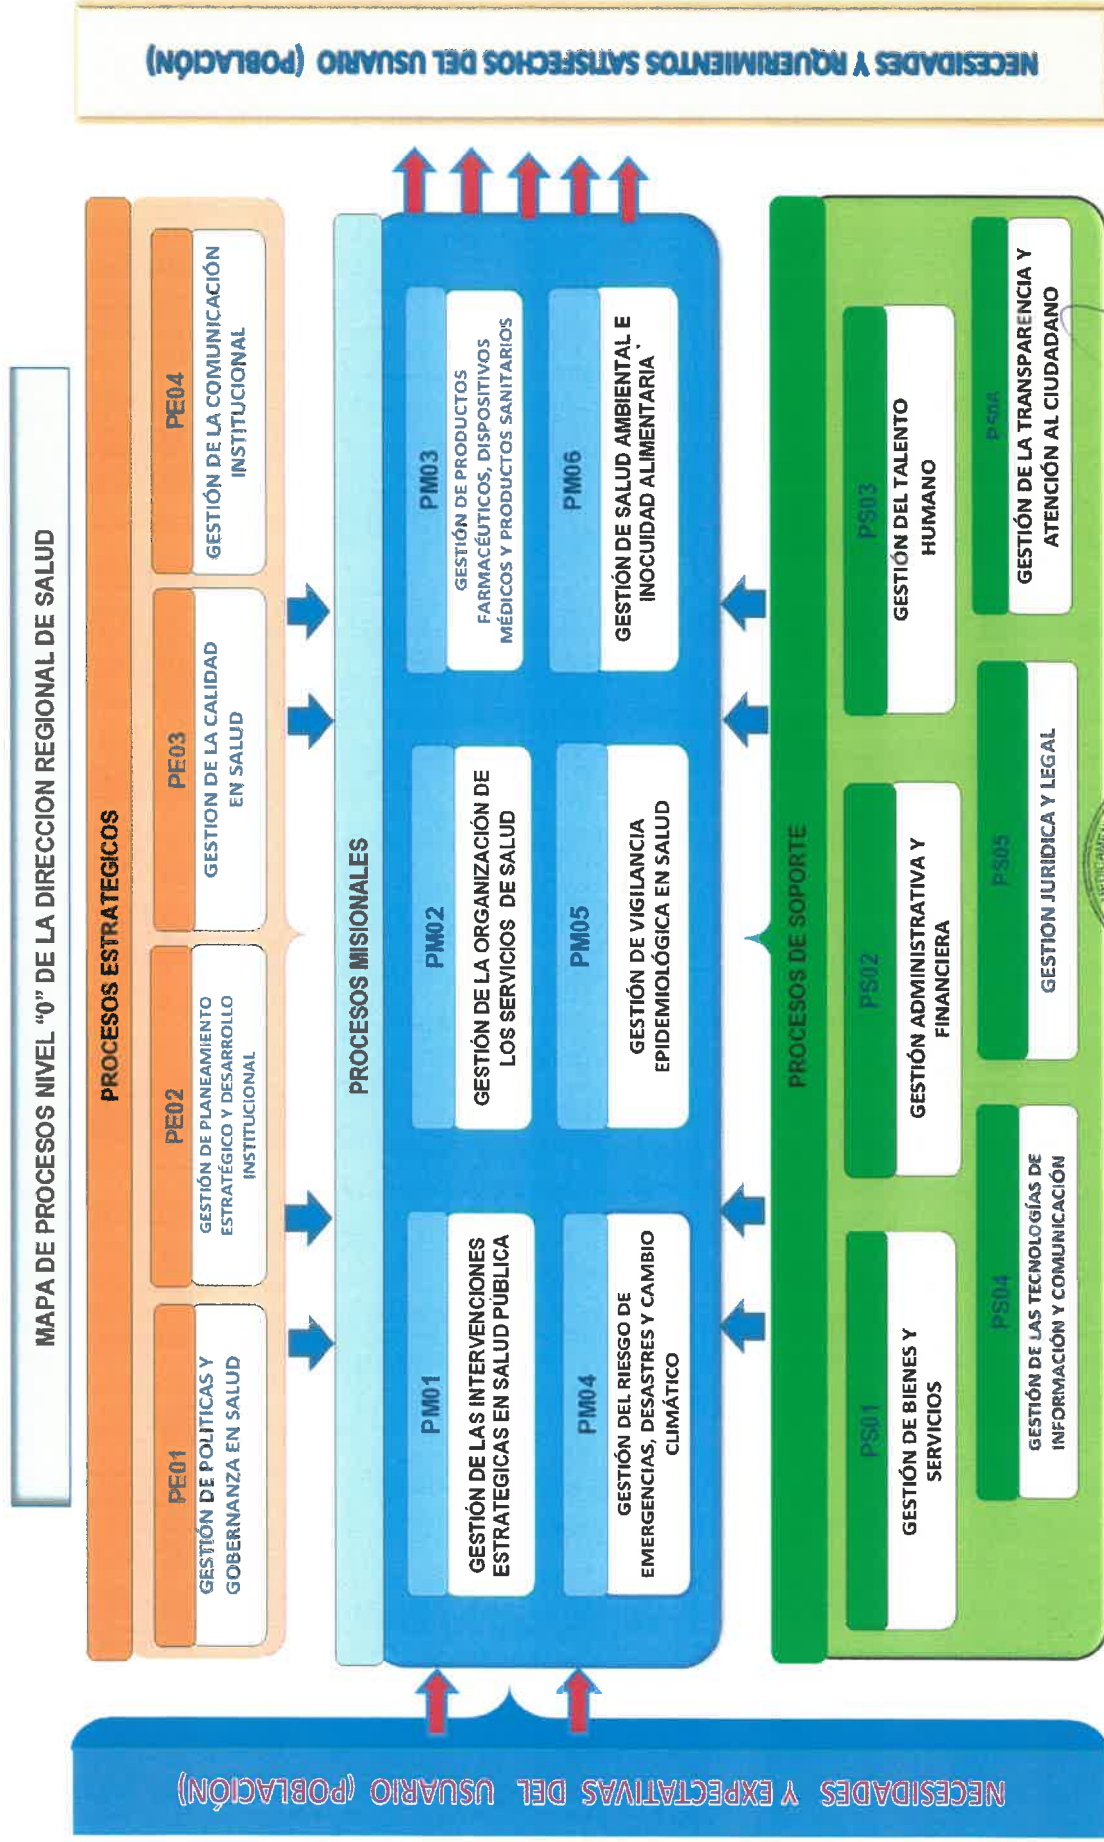 MAPA DE PROCESOS NIVEL “0” DE LA DIRECCION REGIONAL DE SALUD
NECESIDADES Y EXPECTATIVAS DEL USUARIO (POBLACIÓN)
PROCESOS ESTRATEGICOS
PE01
GESTIÓN DE POLITICAS Y
GOBERNANZA EN SALUD
PE02
GESTIÓN DE PLANEAMIENTO
ESTRATÉGICO Y DESARROLLO
INSTITUCIONAL
PE03
GESTION DE LA CALIDAD
EN SALUD
PE04
GESTIÓN DE LA COMUNICACIÓN
INSTITUCIONAL
PROCESOS MISIONALES
PM01
GESTIÓN DE LAS INTERVENCIONES
ESTRATEGICAS EN SALUD PÚBLICA
PM02
GESTIÓN DE LA ORGANIZACIÓN DE
LOS SERVICIOS DE SALUD
PM03
GESTIÓN DE PRODUCTOS
FARMACÉUTICOS, DISPOSITIVOS
MÉDICOS Y PRODUCTOS SANITARIOS
PM04
GESTIÓN DEL RIESGO DE
EMERGENCIAS, DESASTRES Y CAMBIO
CLIMÁTICO
PM05
GESTIÓN DE VIGILANCIA
EPIDEMIOLÓGICA EN SALUD
PM06
GESTIÓN DE SALUD AMBIENTAL E
INOCUIDAD ALIMENTARIA
PROCESOS DE SOPORTE
PS01
GESTIÓN DE BIENES Y
SERVICIOS
PS02
GESTIÓN ADMINISTRATIVA Y
FINANCIERA
PS03
GESTIÓN DEL TALENTO
HUMANO
PS04
GESTIÓN DE LAS TECNOLOGÍAS DE
INFORMACIÓN Y COMUNICACIÓN
PS05
GESTION JURIDICA Y LEGAL
PS06
GESTIÓN DE LA TRANSPARENCIA Y
ATENCIÓN AL CIUDADANO
NECESIDADES Y RQUERIMIENTOS SATISFECHOS DEL USUARIO (POBLACIÓN)